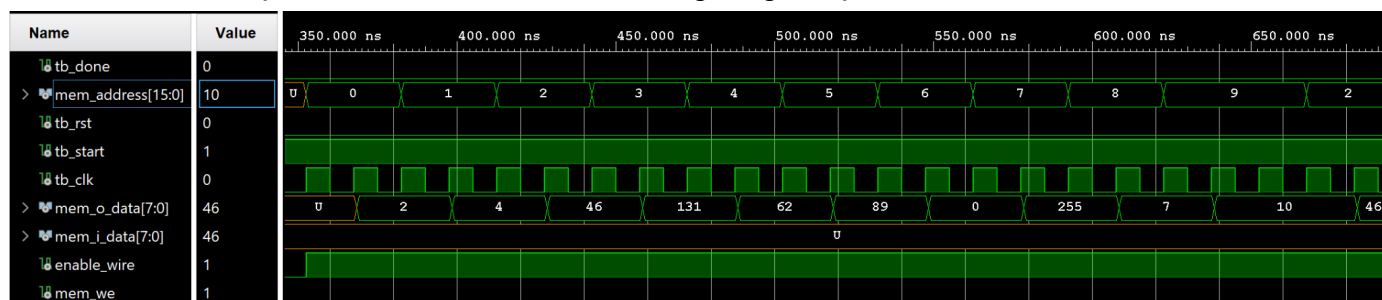 Name Value 350.000 ns 400.000 ns 450.000 ns 500.000 ns 550.000 ns 600.000 ns 650.000 ns
tb_done 0
mem_address[15:0] 10 U 0 1 2 3 4 5 6 7 8 9 2
tb_rst 0
tb_start 1
tb_clk 0
mem_o_data[7:0] 46 U 2 4 46 131 62 89 0 255 7 10 46
mem_i_data[7:0] 46 U
enable_wire 1
mem_we 1